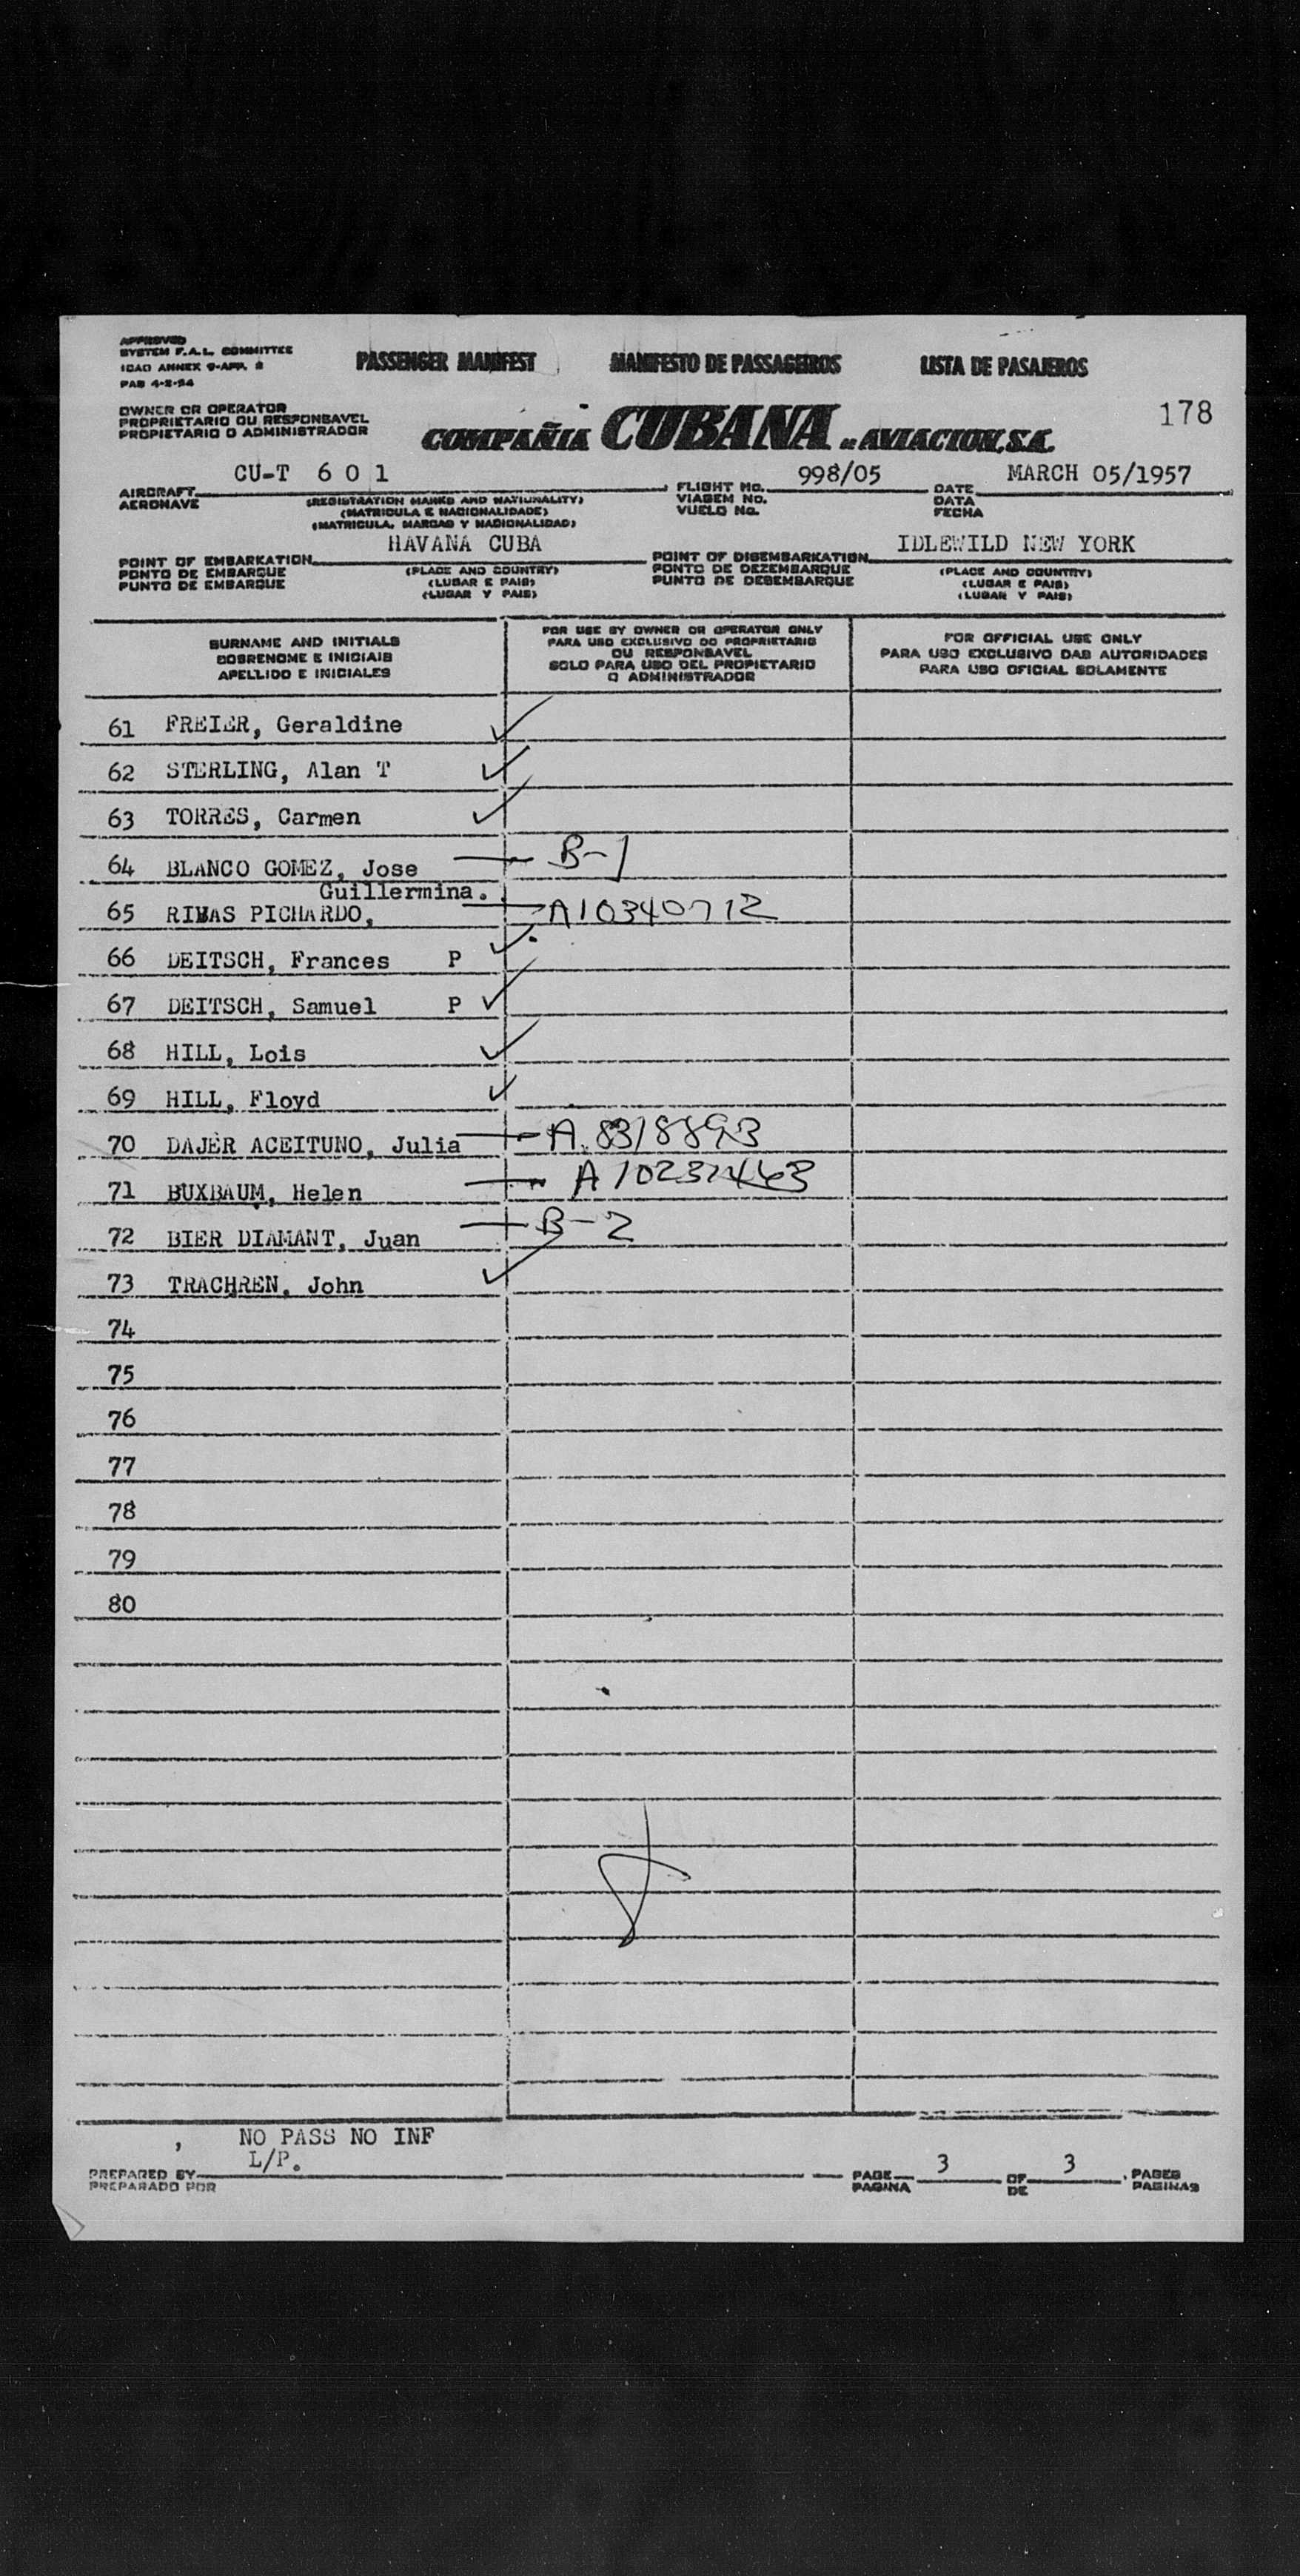 APPROVED
SYSTEM F.A.L. COMMITTEE
ICAO ANNEX 9-APP. 2
PAB 4-2-54
PASSENGER MANIFEST MANIFESTO DE PASSAGEIROS LISTA DE PASAJEROS
178
OWNER OR OPERATOR
PROPRIETARIO OU RESPONSAVEL
PROPIETARIO O ADMINISTRADOR
COMPAÑIA CUBANA DE AVIACION, S.A.
CU-T 6 0 1 998/05 MARCH 05/1957
AIRCRAFT FLIGHT No. DATE
AERONAVE VIAGEM No. DATA
VUELO No. FECHA
(REGISTRATION MARKS AND NATIONALITY)
(MATRICULA E NACIONALIDADE)
(MATRICULA, MARCAS Y NACIONALIDAD)
HAVANA CUBA IDLEWILD NEW YORK
POINT OF EMBARKATION POINT OF DISEMBARKATION
PONTO DE EMBARQUE (PLACE AND COUNTRY) PONTO DE DEZEMBARQUE (PLACE AND COUNTRY)
PUNTO DE EMBARQUE (LUGAR E PAIS) PUNTO DE DESEMBARQUE (LUGAR E PAIS)
(LUGAR Y PAIS) (LUGAR Y PAIS)
SURNAME AND INITIALS
SOBRENOME E INICIAIS
APELLIDO E INICIALES
FOR USE BY OWNER OR OPERATOR ONLY
PARA USO EXCLUSIVO DO PROPRIETARIO
OU RESPONSAVEL
SOLO PARA USO DEL PROPIETARIO
O ADMINISTRADOR
FOR OFFICIAL USE ONLY
PARA USO EXCLUSIVO DAS AUTORIDADES
PARA USO OFICIAL SOLAMENTE
61 FREIER, Geraldine
62 STERLING, Alan T
63 TORRES, Carmen
64 BLANCO GOMEZ, Jose B-1
Guillermina.
65 RIVAS PICHARDO, A10340712
66 DEITSCH, Frances P
67 DEITSCH, Samuel P
68 HILL, Lois
69 HILL, Floyd
70 DAJER ACEITUNO, Julia A 8318893
71 BUXBAUM, Helen
72 BIER DIAMANT, Juan B-2
73 TRACHREN, John
74
75
76
77
78
79
80
NO PASS NO INF
L/P.
PREPARED BY
PREPARADO POR
PAGE 3 OF 3 PAGES
PAGINA DE PAGINAS